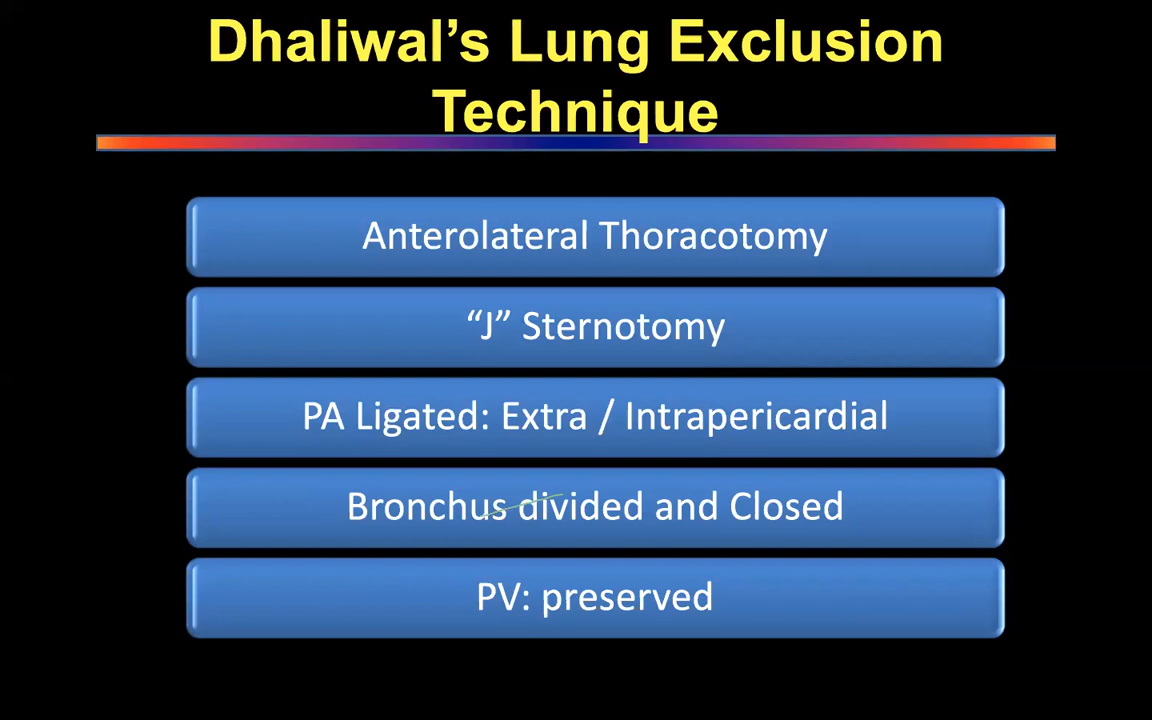 Dhaliwal’s Lung Exclusion
Technique
Anterolateral Thoracotomy
“J” Sternotomy
PA Ligated: Extra / Intrapericardial
Bronchus divided and Closed
PV: preserved